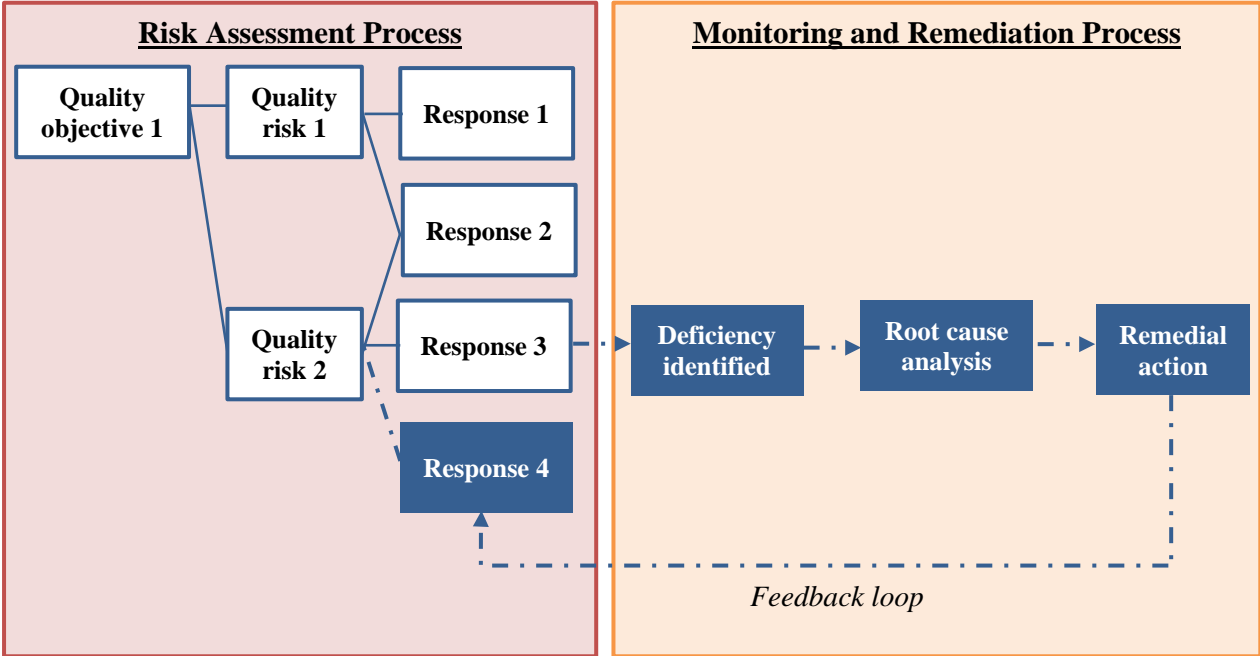 Risk Assessment Process
Quality
objective 1
Quality
risk 1
Response 1
Response 2
Quality
risk 2
Response 3
Response 4
Monitoring and Remediation Process
Deficiency
identified
Root cause
analysis
Remedial
action
Feedback loop